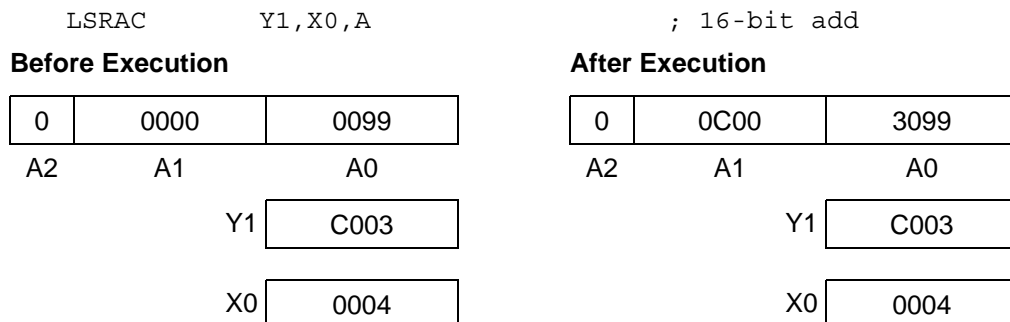 LSRAC Y1,X0,A ; 16-bit add
Before Execution After Execution
0 0000 0099 0 0C00 3099
A2 A1 A0 A2 A1 A0
Y1 C003 Y1 C003
X0 0004 X0 0004